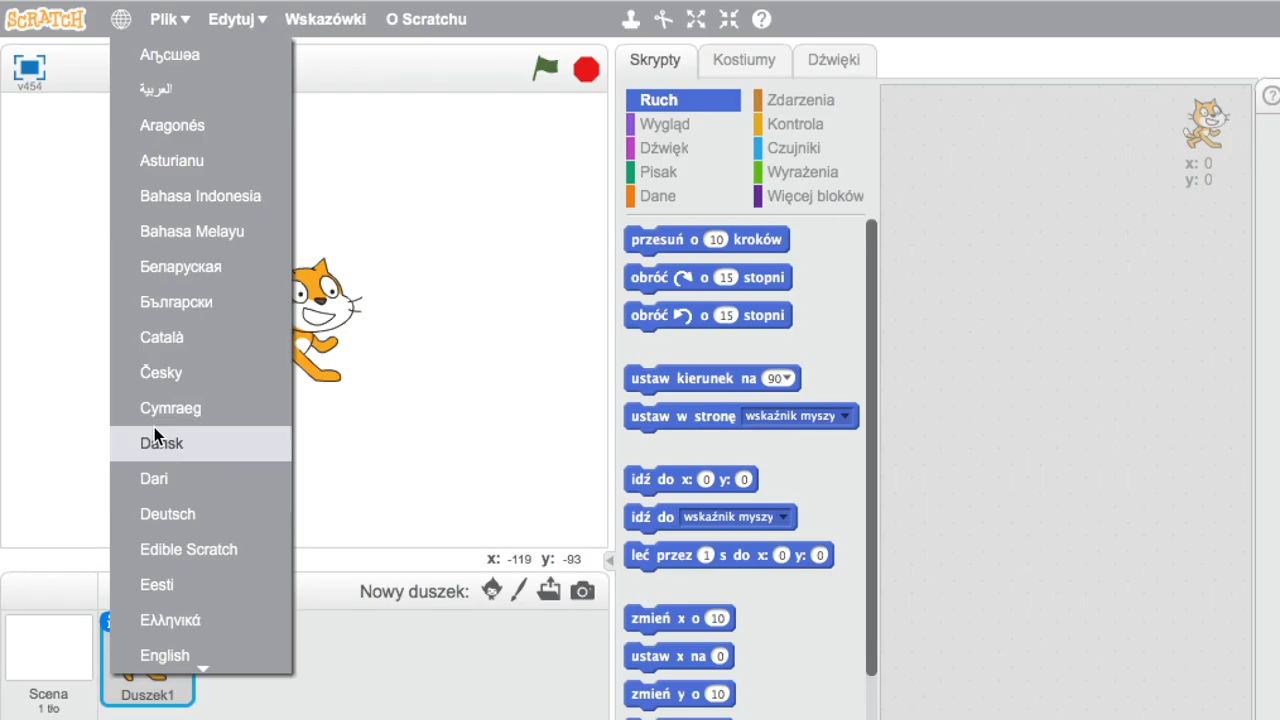 SCRATCH
Plik Edytuj Wskazówki O Scratchu
v454
Аҧсшәа
العربية
Aragonés
Asturianu
Bahasa Indonesia
Bahasa Melayu
Беларуская
Български
Català
Česky
Cymraeg
Dansk
Dari
Deutsch
Edible Scratch
Eesti
Ελληνικά
English
x: -119 y: -93
Nowy duszek:
Scena
1 tło
Duszek1
Skrypty Kostiumy Dźwięki
Ruch
Wygląd
Dźwięk
Pisak
Dane
Zdarzenia
Kontrola
Czujniki
Wyrażenia
Więcej bloków
przesuń o 10 kroków
obróć o 15 stopni
obróć o 15 stopni
ustaw kierunek na 90
ustaw w stronę wskaźnik myszy
idź do x: 0 y: 0
idź do wskaźnik myszy
leć przez 1 s do x: 0 y: 0
zmień x o 10
ustaw x na 0
zmień y o 10
x: 0
y: 0